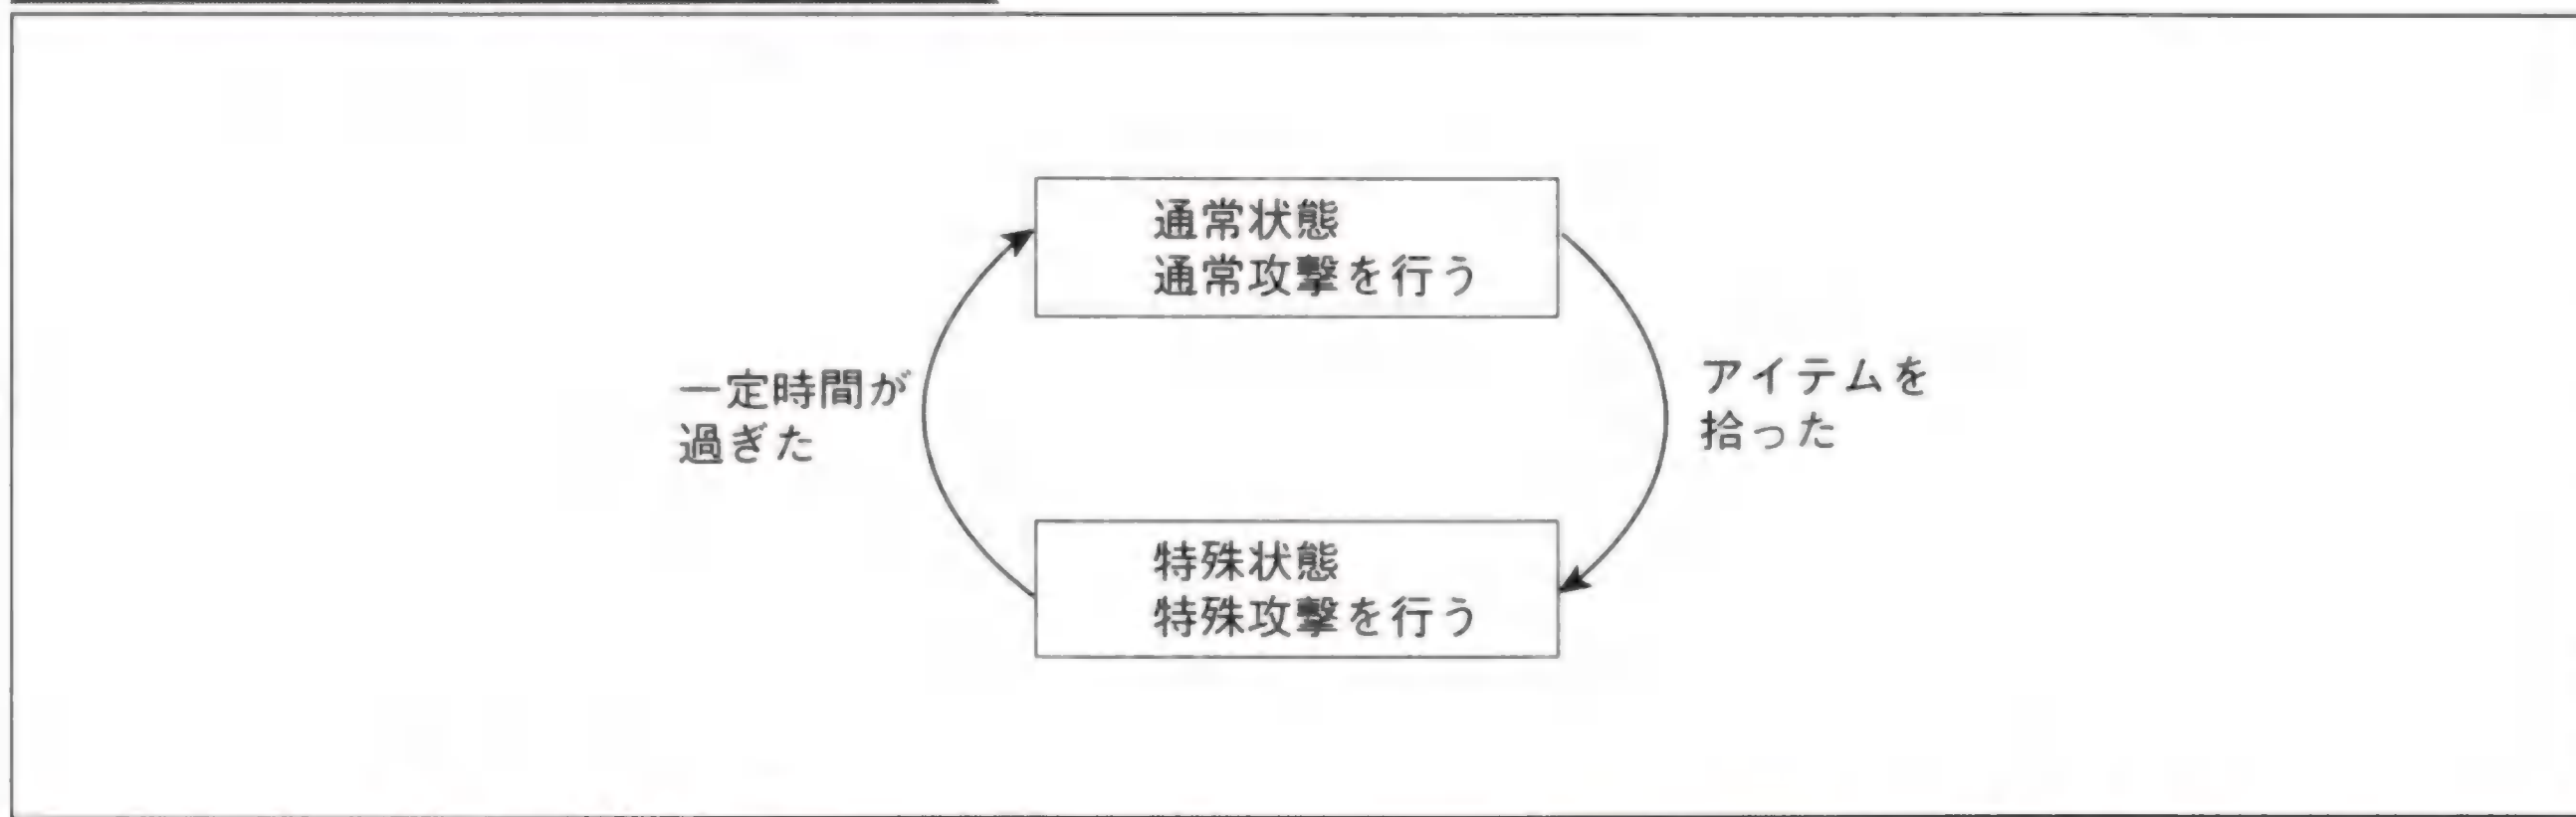 通常状態
通常攻撃を行う
一定時間が
過ぎた
アイテムを
拾った
特殊状態
特殊攻撃を行う